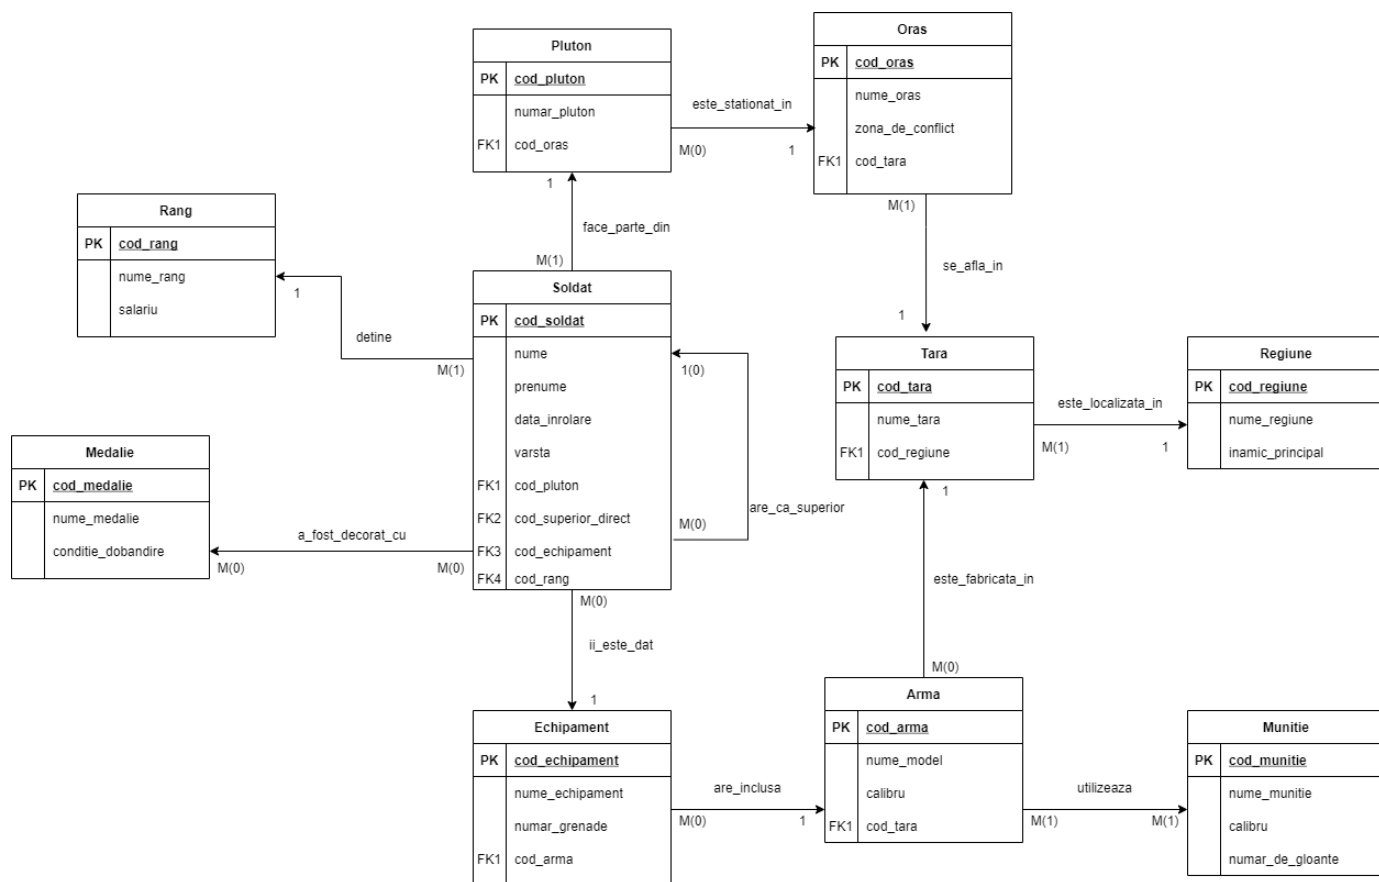 Pluton
PK cod_pluton
numar_pluton
FK1 cod_oras
este_stationat_in
M(0)
1
Oras
PK cod_oras
nume_oras
zona_de_conflict
FK1 cod_tara
M(1)
se_afla_in
1
1
face_parte_din
M(1)
Rang
PK cod_rang
nume_rang
salariu
1
detine
M(1)
Soldat
PK cod_soldat
nume
prenume
data_inrolare
varsta
FK1 cod_pluton
FK2 cod_superior_direct
FK3 cod_echipament
FK4 cod_rang
1(0)
are_ca_superior
M(0)
Tara
PK cod_tara
nume_tara
FK1 cod_regiune
este_localizata_in
M(1)
1
Regiune
PK cod_regiune
nume_regiune
inamic_principal
Medalie
PK cod_medalie
nume_medalie
conditie_dobandire
a_fost_decorat_cu
M(0)
M(0)
M(0)
ii_este_dat
1
1
este_fabricata_in
M(0)
Echipament
PK cod_echipament
nume_echipament
numar_grenade
FK1 cod_arma
are_inclusa
M(0)
1
Arma
PK cod_arma
nume_model
calibru
FK1 cod_tara
utilizeaza
M(1)
M(1)
Munitie
PK cod_munitie
nume_munitie
calibru
numar_de_gloante